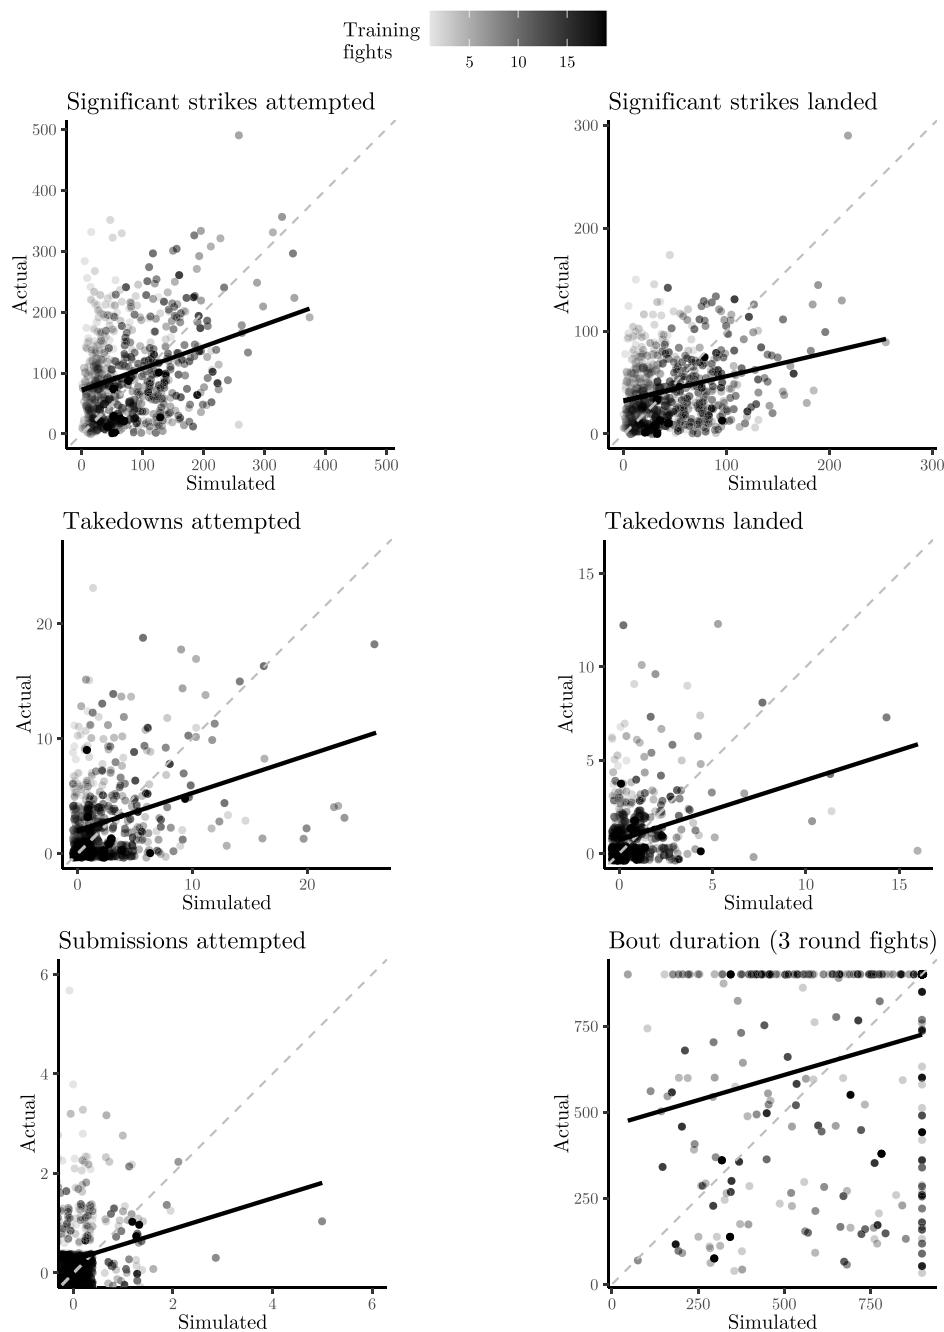 Training
fights
5 10 15
Significant strikes attempted
500
400
300
200
100
0
Actual
0 100 200 300 400 500
Simulated
Significant strikes landed
300
200
100
0
Actual
0 100 200 300
Simulated
Takedowns attempted
20
10
0
Actual
0 10 20
Simulated
Takedowns landed
15
10
5
0
Actual
0 5 10 15
Simulated
Submissions attempted
6
4
2
0
Actual
0 2 4 6
Simulated
Bout duration (3 round fights)
750
500
250
0
Actual
0 250 500 750
Simulated